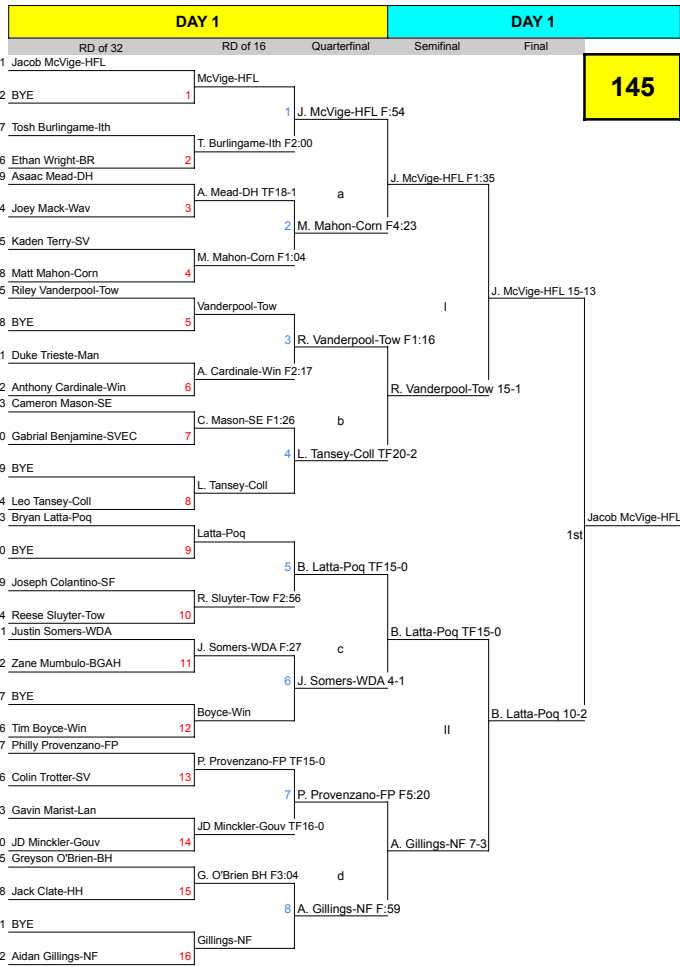 DAY 1
DAY 1
RD of 32
RD of 16
Quarterfinal
Semifinal
Final
145
1 Jacob McVige-HFL
McVige-HFL
2 BYE 1
1 J. McVige-HFL F:54
7 Tosh Burlingame-Ith
T. Burlingame-Ith F2:00
6 Ethan Wright-BR 2
9 Asaac Mead-DH
J. McVige-HFL F1:35
A. Mead-DH TF18-1
a
4 Joey Mack-Wav 3
2 M. Mahon-Corn F4:23
5 Kaden Terry-SV
M. Mahon-Corn F1:04
8 Matt Mahon-Corn 4
5 Riley Vanderpool-Tow
J. McVige-HFL 15-13
Vanderpool-Tow
I
8 BYE 5
3 R. Vanderpool-Tow F1:16
1 Duke Trieste-Man
A. Cardinale-Win F2:17
2 Anthony Cardinale-Win 6
R. Vanderpool-Tow 15-1
3 Cameron Mason-SE
C. Mason-SE F1:26
b
0 Gabrial Benjamine-SVEC 7
4 L. Tansey-Coll TF20-2
9 BYE
L. Tansey-Coll
4 Leo Tansey-Coll 8
3 Bryan Latta-Poq
Jacob McVige-HFL
Latta-Poq
1st
0 BYE 9
5 B. Latta-Poq TF15-0
9 Joseph Colantino-SF
R. Sluyter-Tow F2:56
4 Reese Sluyter-Tow 10
1 Justin Somers-WDA
B. Latta-Poq TF15-0
J. Somers-WDA F:27
c
2 Zane Mumbulo-BGAH 11
6 J. Somers-WDA 4-1
7 BYE
Boyce-Win
B. Latta-Poq 10-2
6 Tim Boyce-Win 12
II
7 Philly Provenzano-FP
P. Provenzano-FP TF15-0
6 Colin Trotter-SV 13
7 P. Provenzano-FP F5:20
3 Gavin Marist-Lan
JD Minckler-Gouv TF16-0
0 JD Minckler-Gouv 14
A. Gillings-NF 7-3
5 Greyson O'Brien-BH
G. O'Brien BH F3:04
d
8 Jack Clate-HH 15
8 A. Gillings-NF F:59
1 BYE
Gillings-NF
2 Aidan Gillings-NF 16